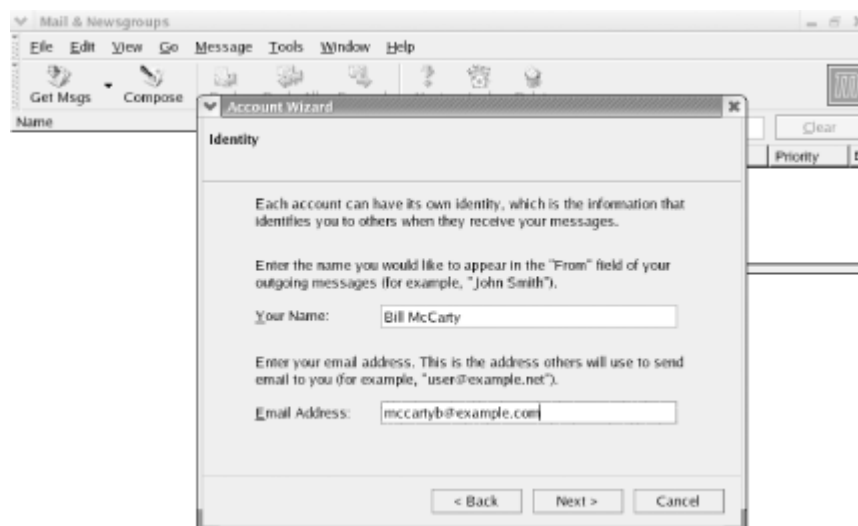 Mail & Newsgroups
File Edit View Go Message Tools Window Help
Get Msgs Compose
Account Wizard
Name
Clear
Identity
Priority
Each account can have its own identity, which is the information that
identifies you to others when they receive your messages.
Enter the name you would like to appear in the "From" field of your
outgoing messages (for example, "John Smith").
Your Name: Bill McCarty
Enter your email address. This is the address others will use to send
email to you (for example, "user@example.net").
Email Address: mccartyb@example.com
< Back Next > Cancel